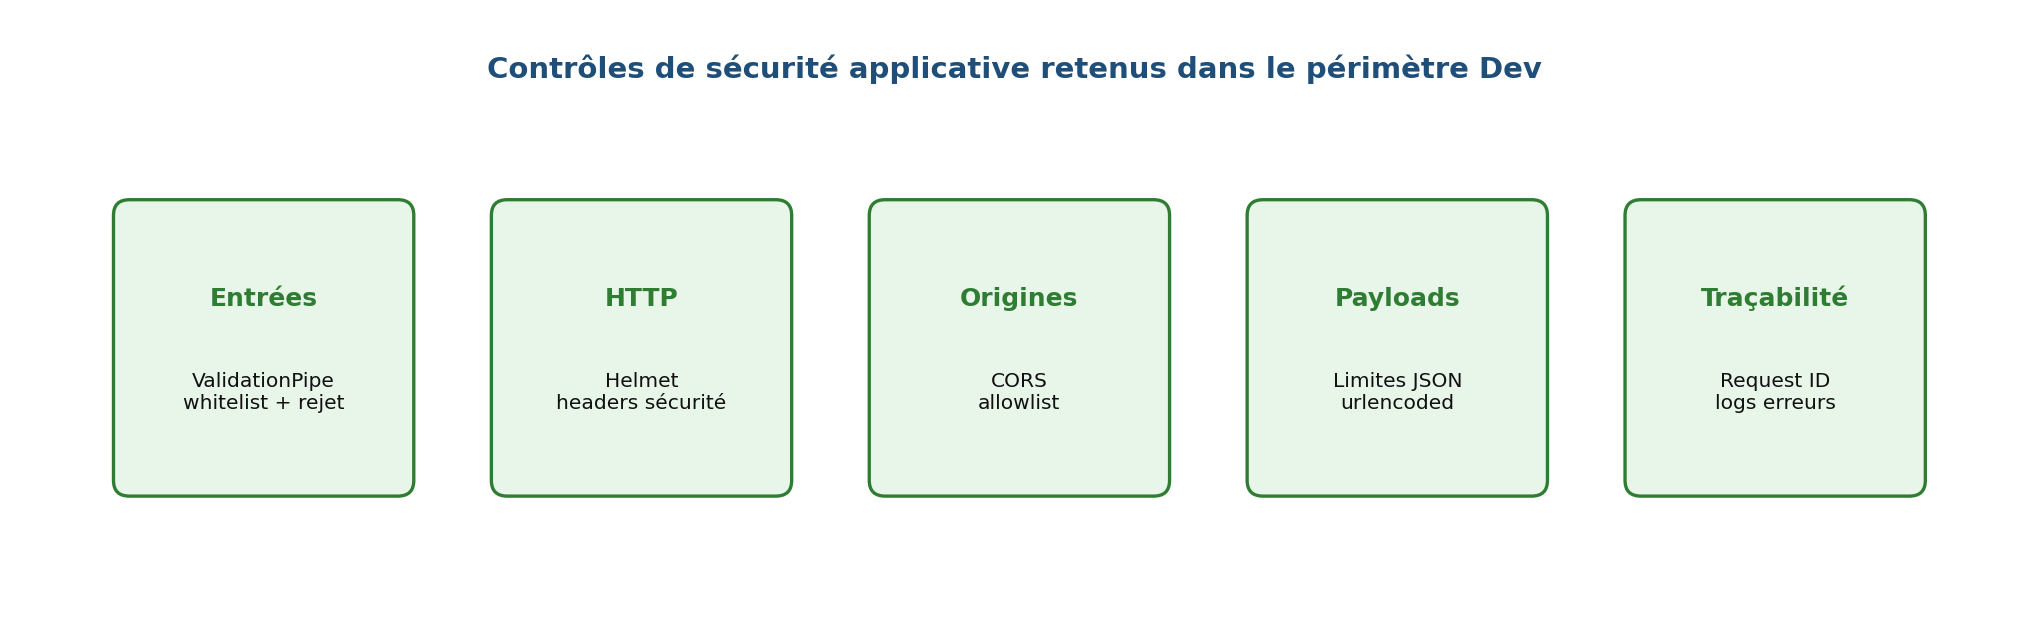 Contrôles de sécurité applicative retenus dans le périmètre Dev
Entrées
ValidationPipe
whitelist + rejet
HTTP
Helmet
headers sécurité
Origines
CORS
allowlist
Payloads
Limites JSON
urlencoded
Traçabilité
Request ID
logs erreurs